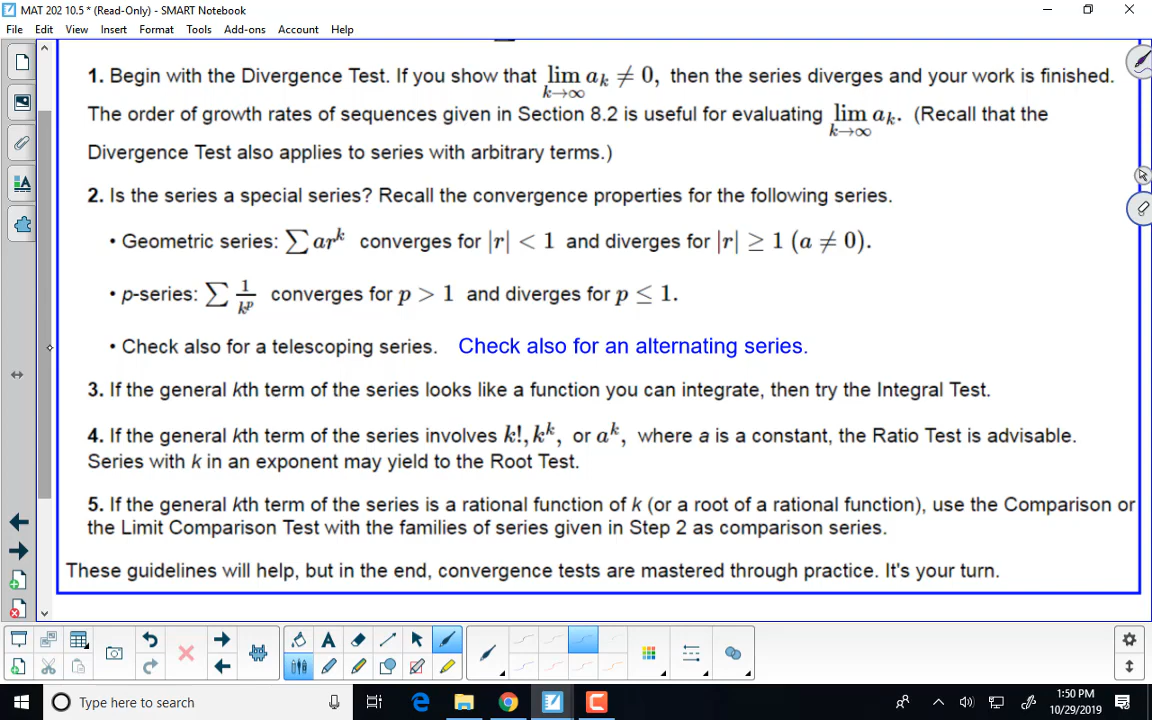 MAT 202 10.5 * (Read-Only) - SMART Notebook
File Edit View Insert Format Tools Add-ons Account Help
1. Begin with the Divergence Test. If you show that lim k→∞ aₖ ≠ 0, then the series diverges and your work is finished.
The order of growth rates of sequences given in Section 8.2 is useful for evaluating lim k→∞ aₖ. (Recall that the
Divergence Test also applies to series with arbitrary terms.)
2. Is the series a special series? Recall the convergence properties for the following series.
• Geometric series: ∑ arᵏ converges for |r| < 1 and diverges for |r| ≥ 1 (a ≠ 0).
• p-series: ∑ 1/kᵖ converges for p > 1 and diverges for p ≤ 1.
• Check also for a telescoping series. Check also for an alternating series.
3. If the general kth term of the series looks like a function you can integrate, then try the Integral Test.
4. If the general kth term of the series involves k!, kᵏ, or aᵏ, where a is a constant, the Ratio Test is advisable.
Series with k in an exponent may yield to the Root Test.
5. If the general kth term of the series is a rational function of k (or a root of a rational function), use the Comparison or
the Limit Comparison Test with the families of series given in Step 2 as comparison series.
These guidelines will help, but in the end, convergence tests are mastered through practice. It's your turn.
Type here to search
1:50 PM
10/29/2019